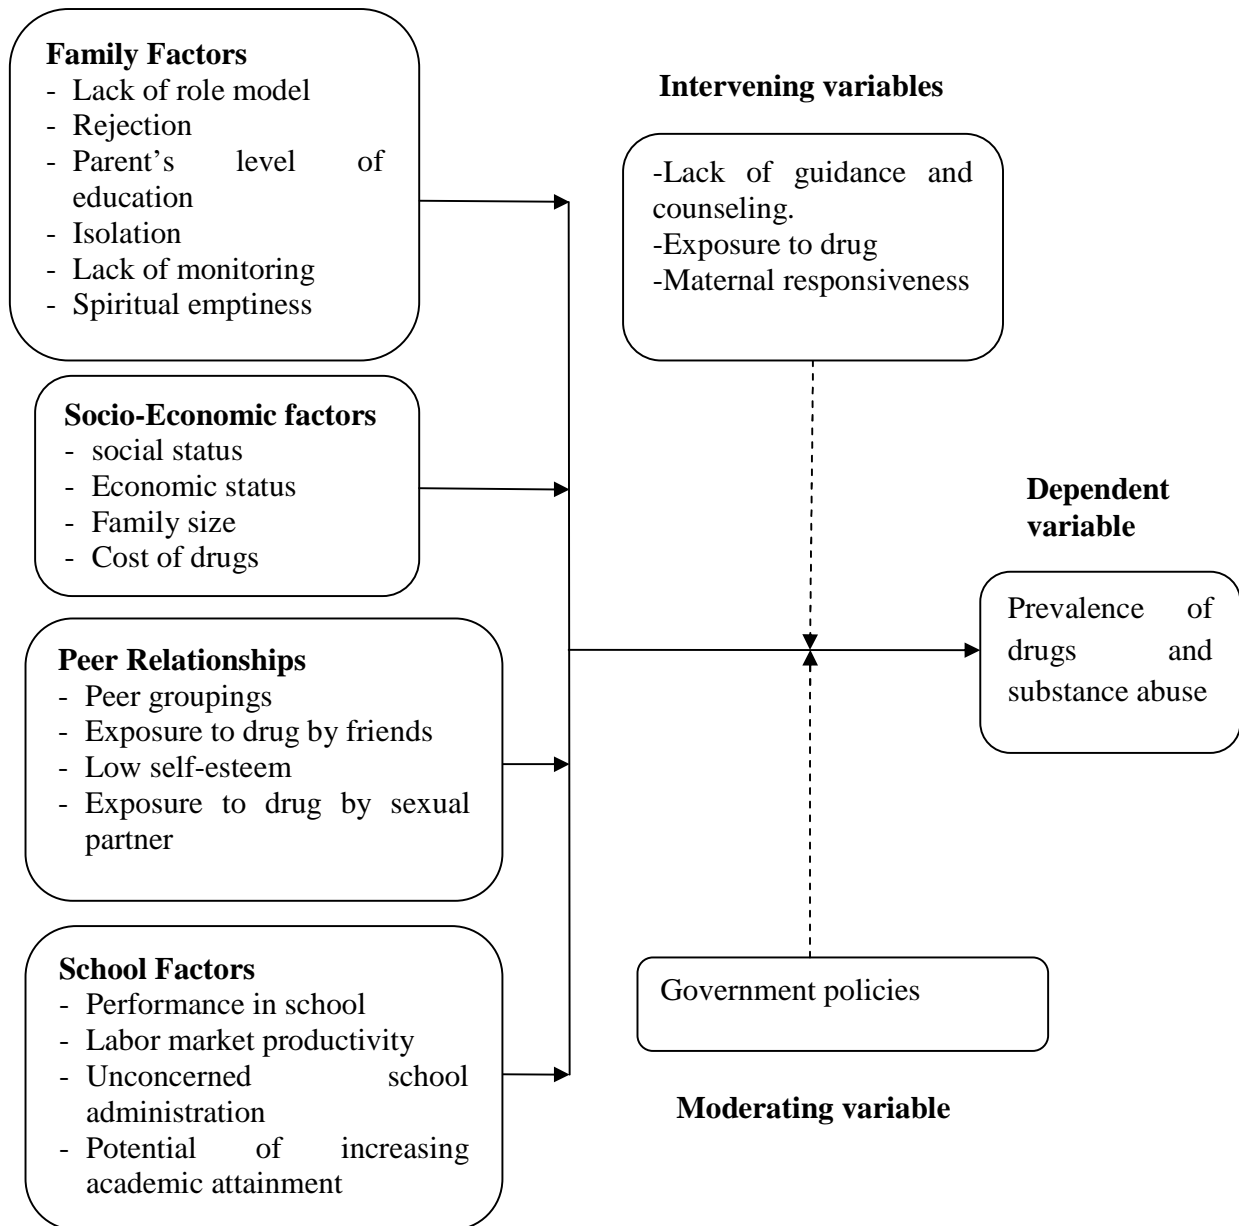 Family Factors
- Lack of role model
- Rejection
- Parent’s level of
education
- Isolation
- Lack of monitoring
- Spiritual emptiness
Socio-Economic factors
- social status
- Economic status
- Family size
- Cost of drugs
Peer Relationships
- Peer groupings
- Exposure to drug by friends
- Low self-esteem
- Exposure to drug by sexual
partner
School Factors
- Performance in school
- Labor market productivity
- Unconcerned school
administration
- Potential of increasing
academic attainment
Intervening variables
-Lack of guidance and
counseling.
-Exposure to drug
-Maternal responsiveness
Dependent
variable
Prevalence of
drugs and
substance abuse
Government policies
Moderating variable